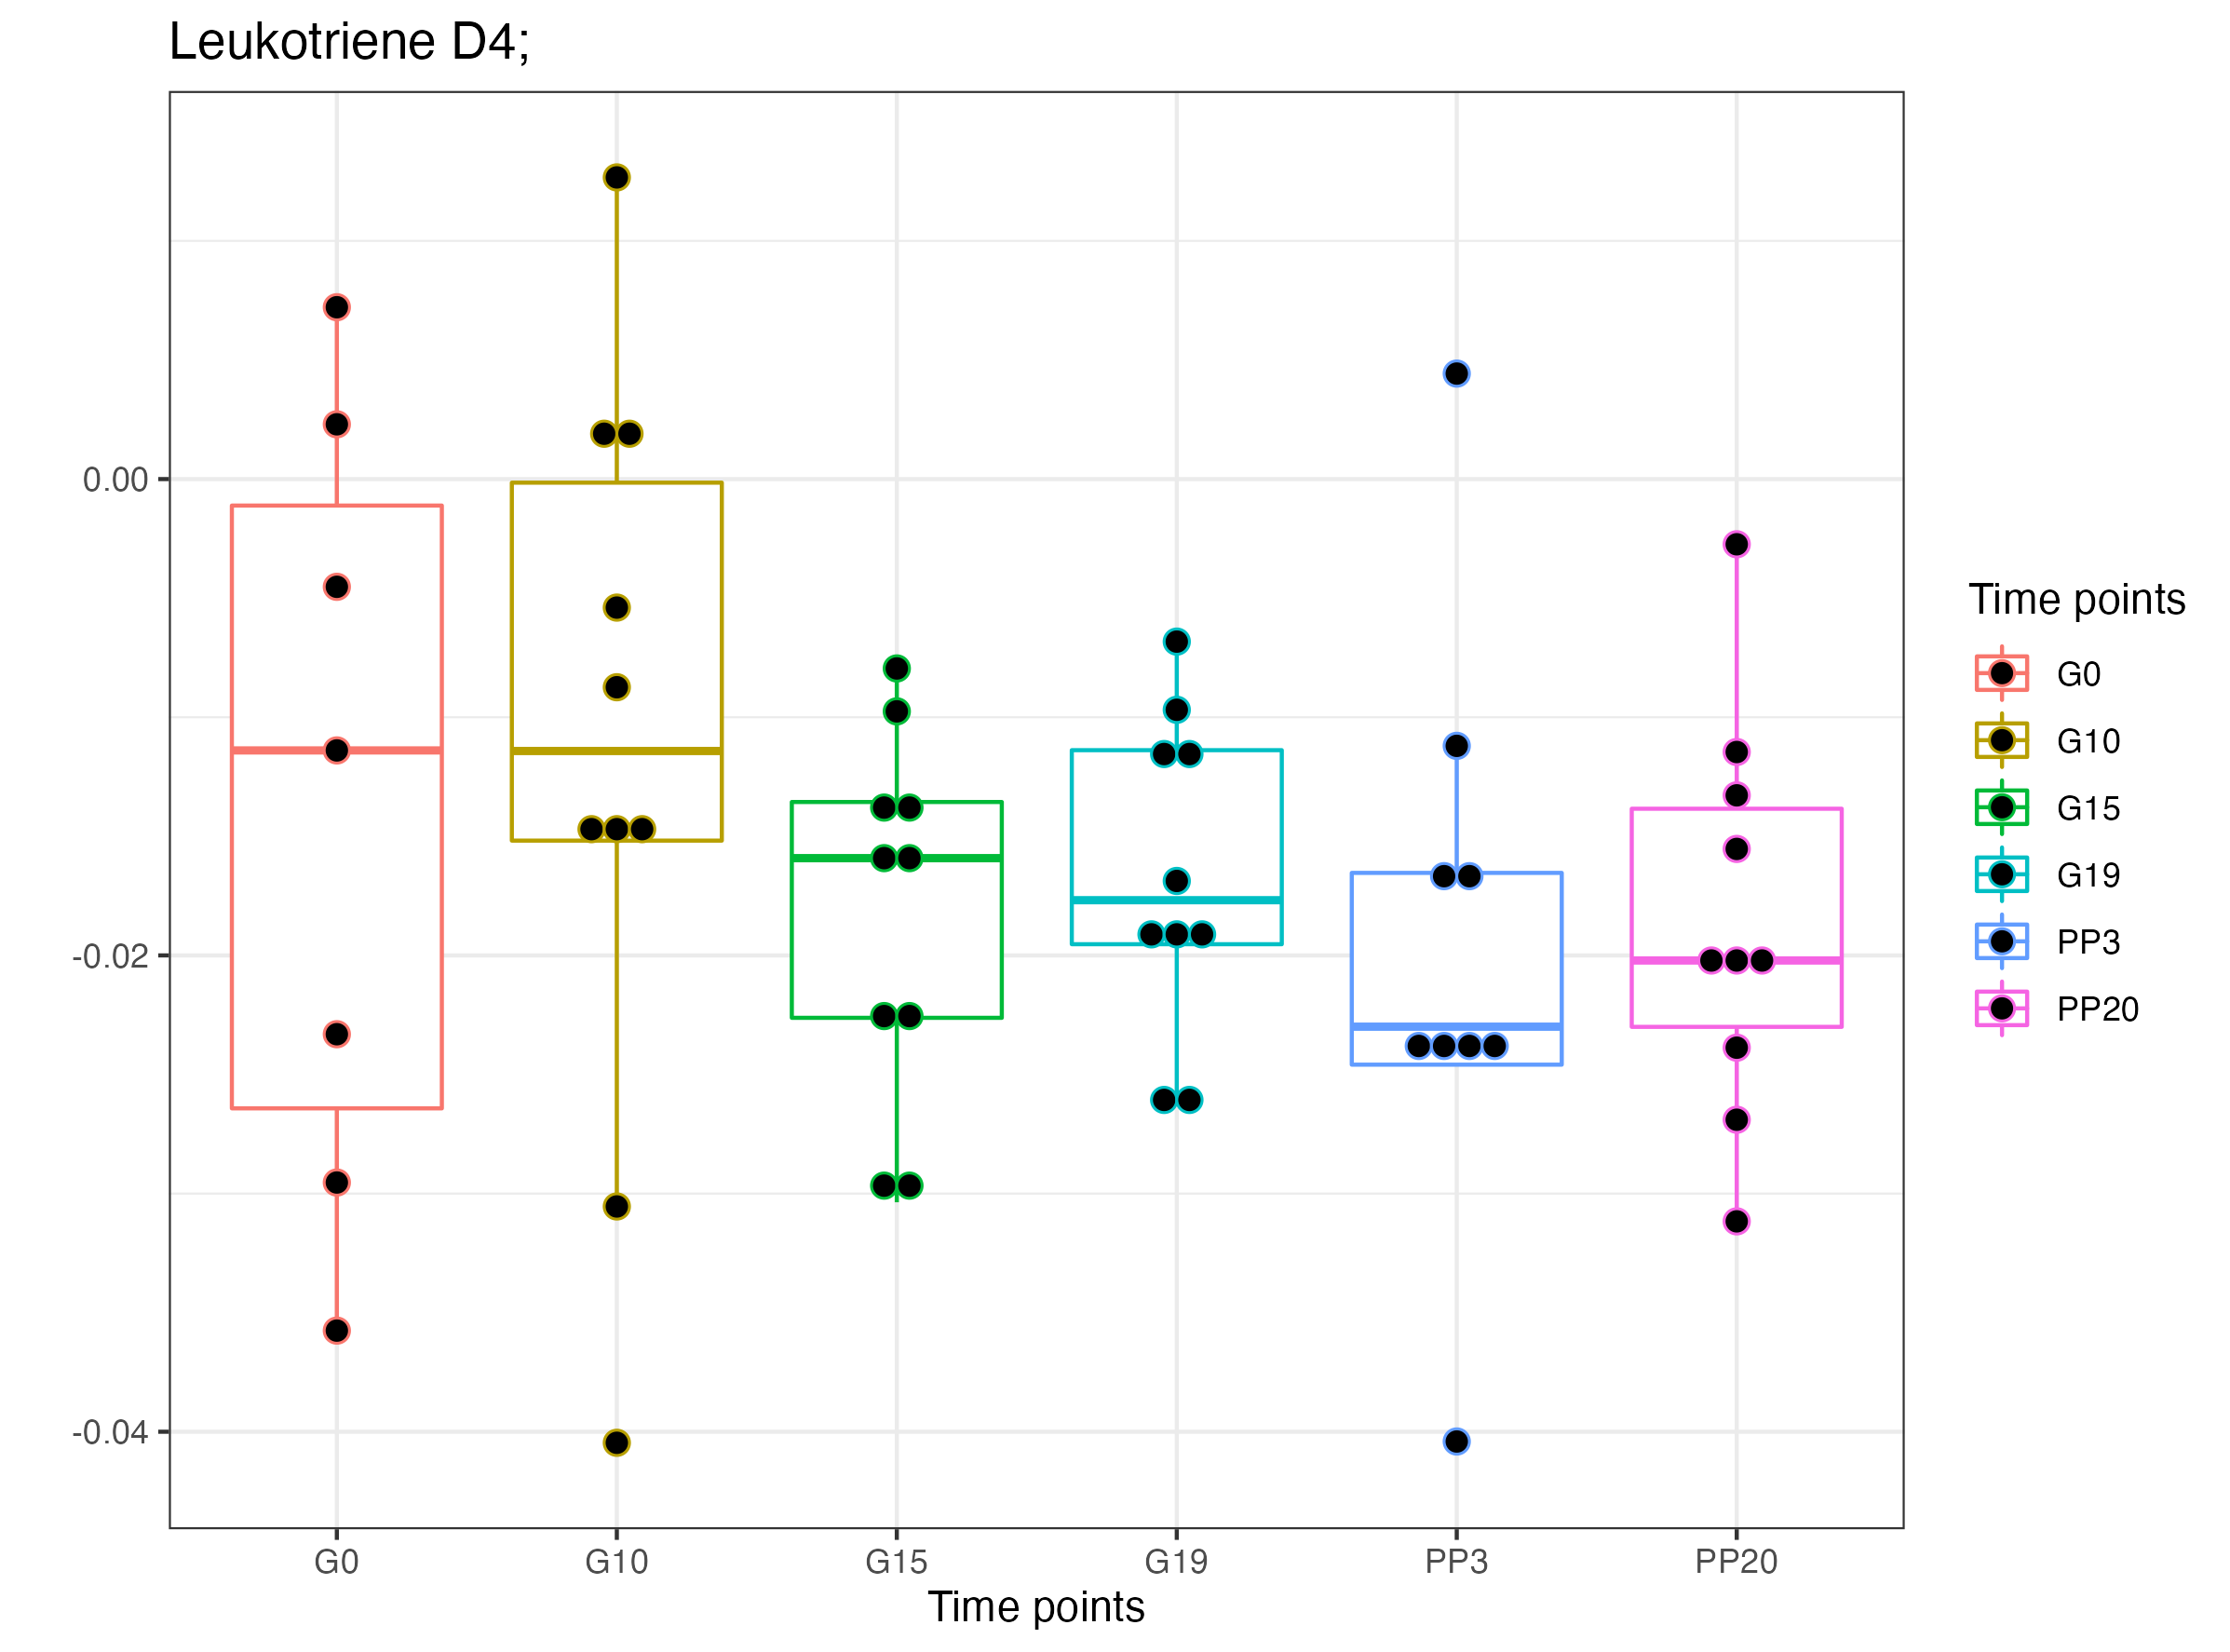 Leukotriene D4;
0.00
-0.02
-0.04
G0 G10 G15 G19 PP3 PP20
Time points
Time points
G0
G10
G15
G19
PP3
PP20